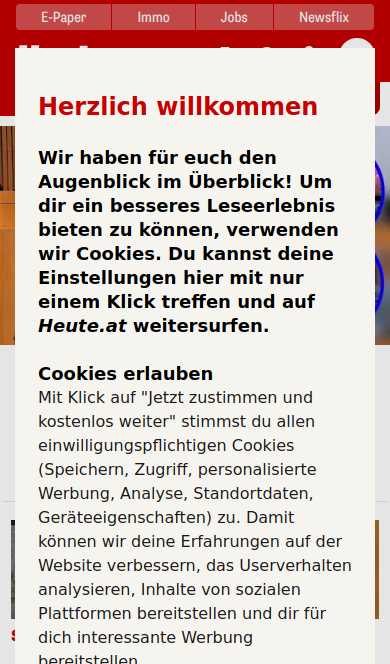 E-Paper
Immo
Jobs
Newsflix
Herzlich willkommen
Wir haben für euch den
Augenblick im Überblick! Um
dir ein besseres Leseerlebnis
bieten zu können, verwenden
wir Cookies. Du kannst deine
Einstellungen hier mit nur
einem Klick treffen und auf
Heute.at weitersurfen.
Cookies erlauben
Mit Klick auf "Jetzt zustimmen und
kostenlos weiter" stimmst du allen
einwilligungspflichtigen Cookies
(Speichern, Zugriff, personalisierte
Werbung, Analyse, Standortdaten,
Geräteeigenschaften) zu. Damit
können wir deine Erfahrungen auf der
Website verbessern, das Userverhalten
analysieren, Inhalte von sozialen
Plattformen bereitstellen und dir für
dich interessante Werbung
bereitstellen